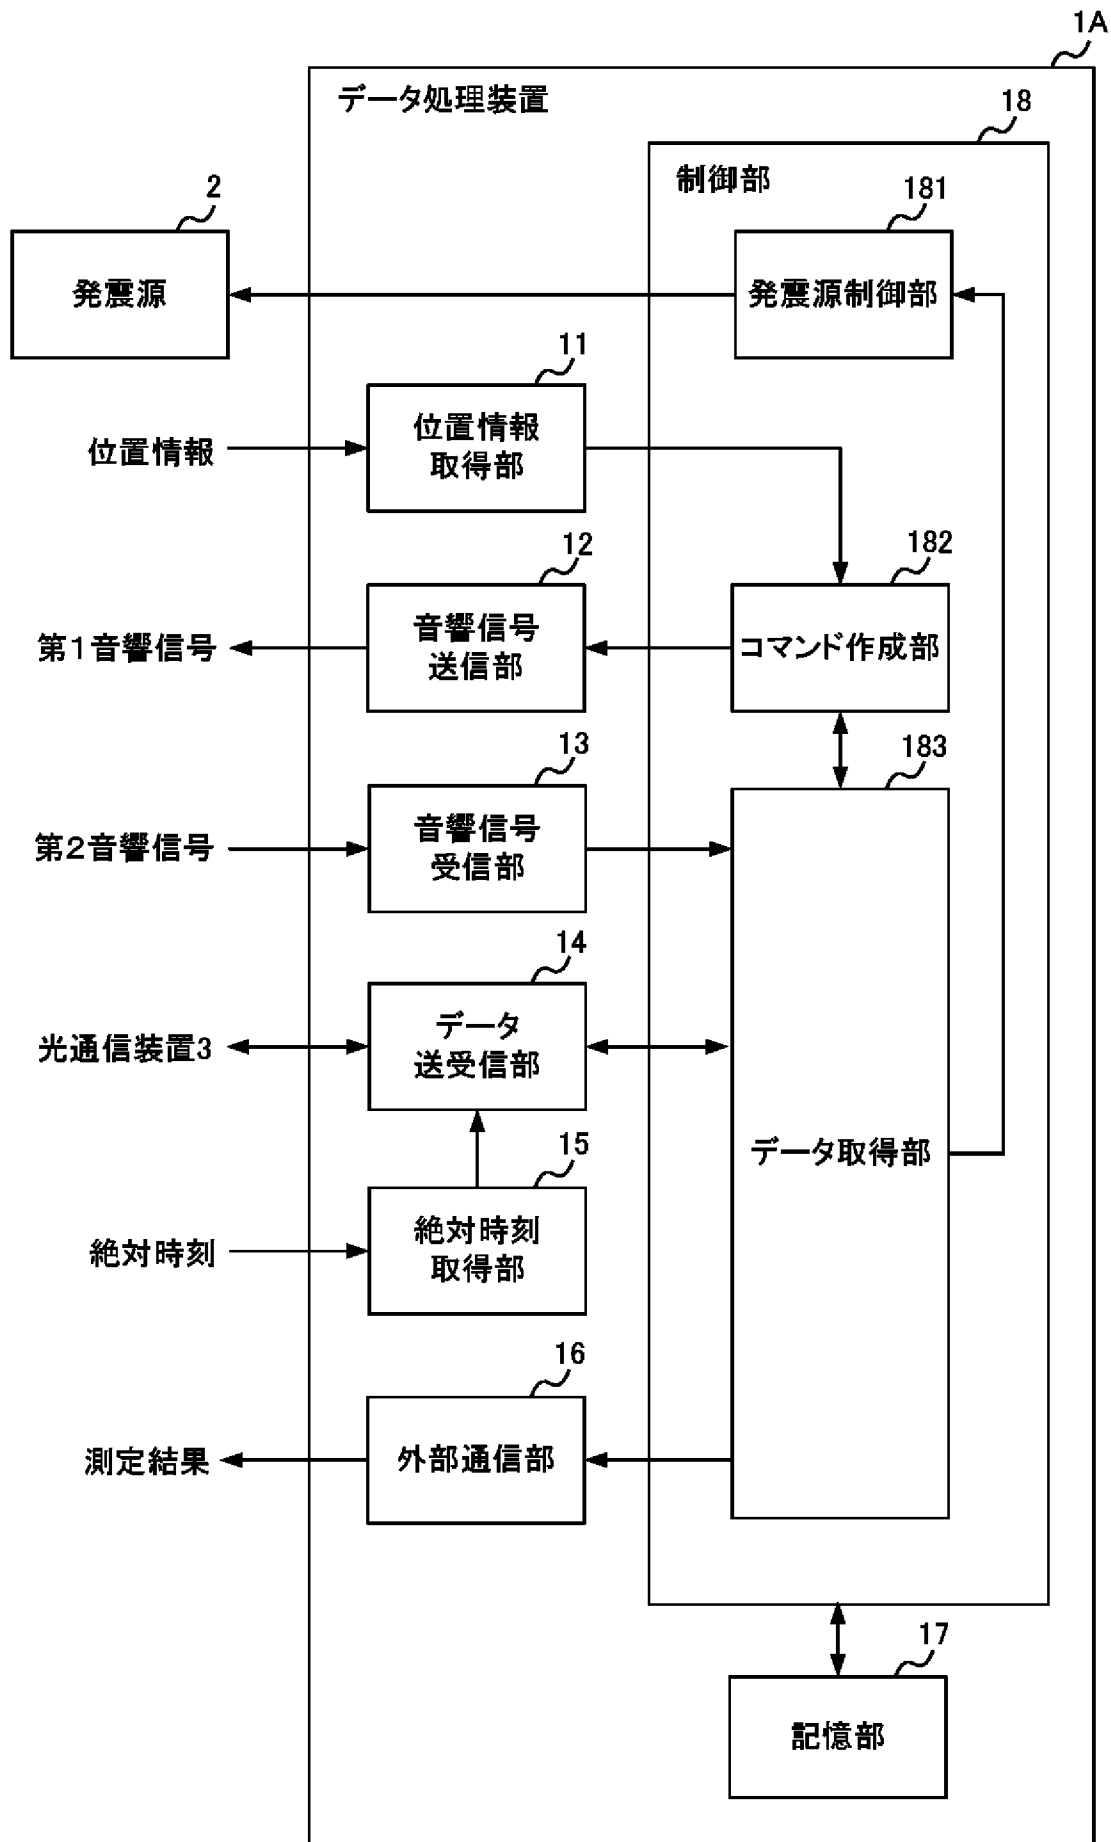 1A
データ処理装置
18
制御部
2
181
発震源
発震源制御部
11
位置情報
位置情報
取得部
12
182
第1音響信号
音響信号
送信部
コマンド作成部
13
183
第2音響信号
音響信号
受信部
14
光通信装置3
データ
送受信部
データ取得部
15
絶対時刻
絶対時刻
取得部
16
測定結果
外部通信部
17
記憶部